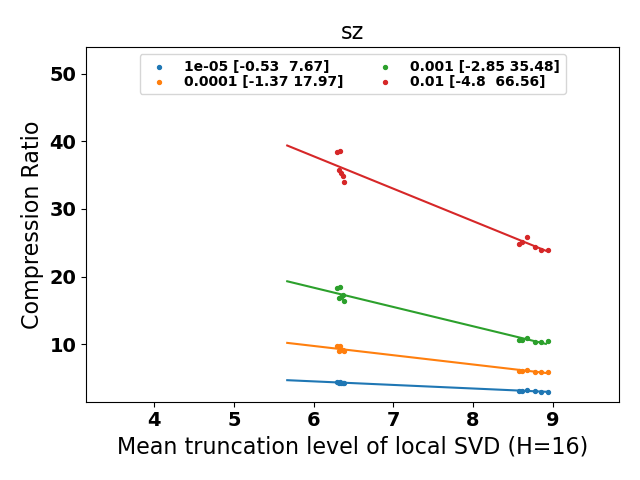 sz
1e-05 [-0.53  7.67]
0.0001 [-1.37 17.97]
0.001 [-2.85 35.48]
0.01 [-4.8  66.56]
Compression Ratio
50
40
30
20
10
4 5 6 7 8 9
Mean truncation level of local SVD (H=16)